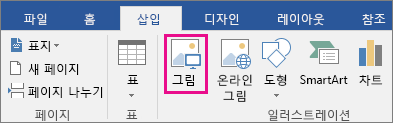 파일 홈 삽입 디자인 레이아웃 참조
표지
새 페이지
페이지 나누기
페이지
표
표
그림
온라인
그림
도형
SmartArt
차트
일러스트레이션